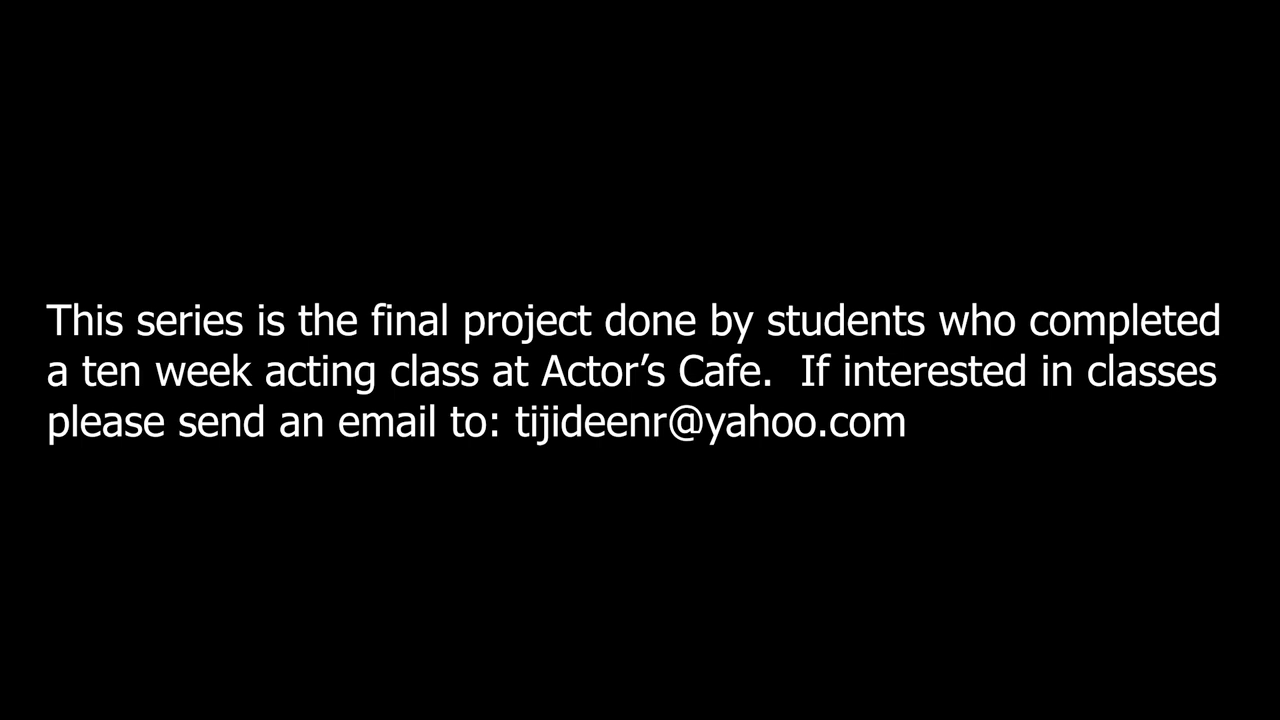 This series is the final project done by students who completed
a ten week acting class at Actor’s Cafe.  If interested in classes
please send an email to: tijideenr@yahoo.com